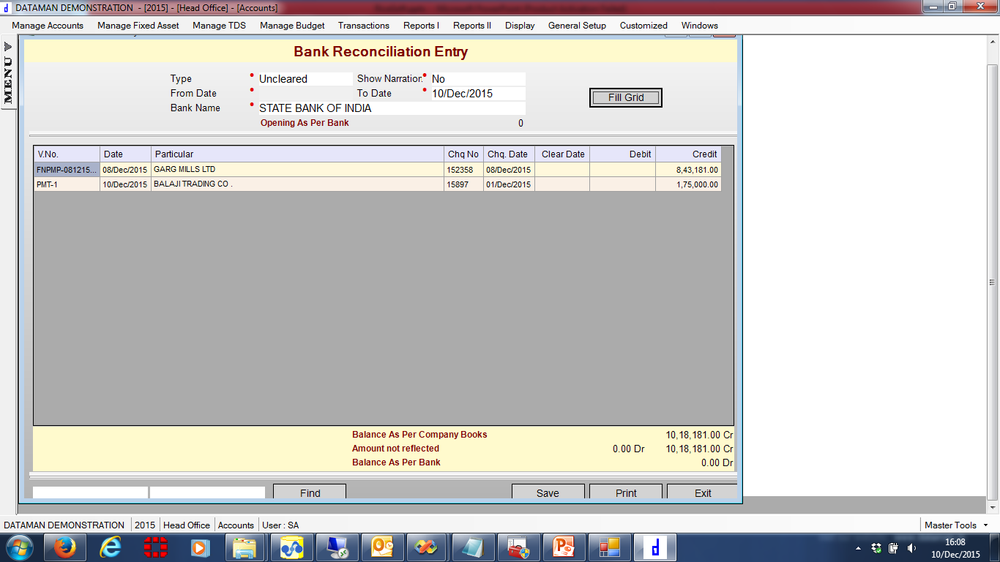 DATAMAN DEMONSTRATION - [2015] - [Head Office] - [Accounts]
Manage Accounts Manage Fixed Asset Manage TDS Manage Budget Transactions Reports I Reports II Display General Setup Customized Windows
MENU
Bank Reconciliation Entry
Type Uncleared Show Narration No
From Date To Date 10/Dec/2015
Fill Grid
Bank Name STATE BANK OF INDIA
Opening As Per Bank 0
V.No. Date Particular Chq No Chq. Date Clear Date Debit Credit
FNPMP-081215... 08/Dec/2015 GARG MILLS LTD 152358 08/Dec/2015 8,43,181.00
PMT-1 10/Dec/2015 BALAJI TRADING CO . 15897 01/Dec/2015 1,75,000.00
Balance As Per Company Books 10,18,181.00 Cr
Amount not reflected 0.00 Dr 10,18,181.00 Cr
Balance As Per Bank 0.00 Dr
Find Save Print Exit
DATAMAN DEMONSTRATION 2015 Head Office Accounts User : SA Master Tools
16:08
10/Dec/2015